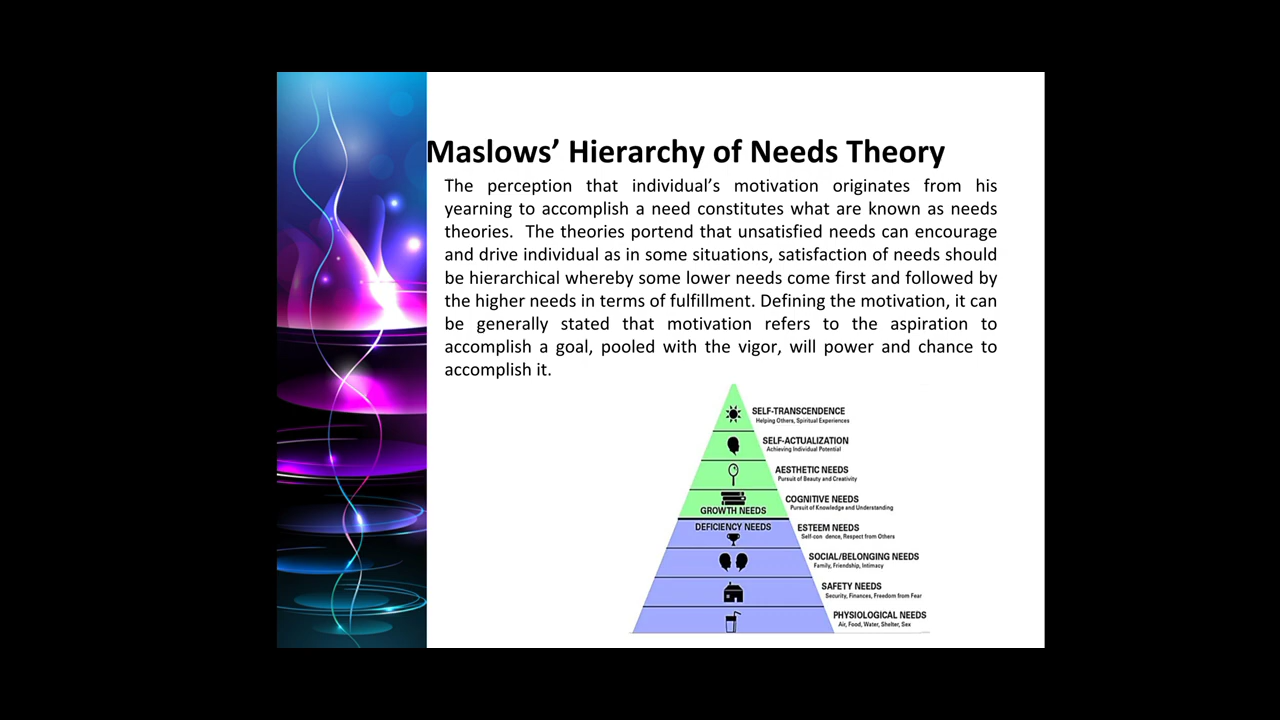 Maslows’ Hierarchy of Needs Theory
The perception that individual’s motivation originates from his
yearning to accomplish a need constitutes what are known as needs
theories. The theories portend that unsatisfied needs can encourage
and drive individual as in some situations, satisfaction of needs should
be hierarchical whereby some lower needs come first and followed by
the higher needs in terms of fulfillment. Defining the motivation, it can
be generally stated that motivation refers to the aspiration to
accomplish a goal, pooled with the vigor, will power and chance to
accomplish it.
SELF-TRANSCENDENCE
Helping Others, Spiritual Experiences
SELF-ACTUALIZATION
Achieving Individual Potential
AESTHETIC NEEDS
Pursuit of Beauty and Creativity
COGNITIVE NEEDS
Pursuit of Knowledge and Understanding
GROWTH NEEDS
DEFICIENCY NEEDS
ESTEEM NEEDS
Self-con dence, Respect from Others
SOCIAL/BELONGING NEEDS
Family, Friendship, Intimacy
SAFETY NEEDS
Security, Finances, Freedom from Fear
PHYSIOLOGICAL NEEDS
Air, Food, Water, Shelter, Sex